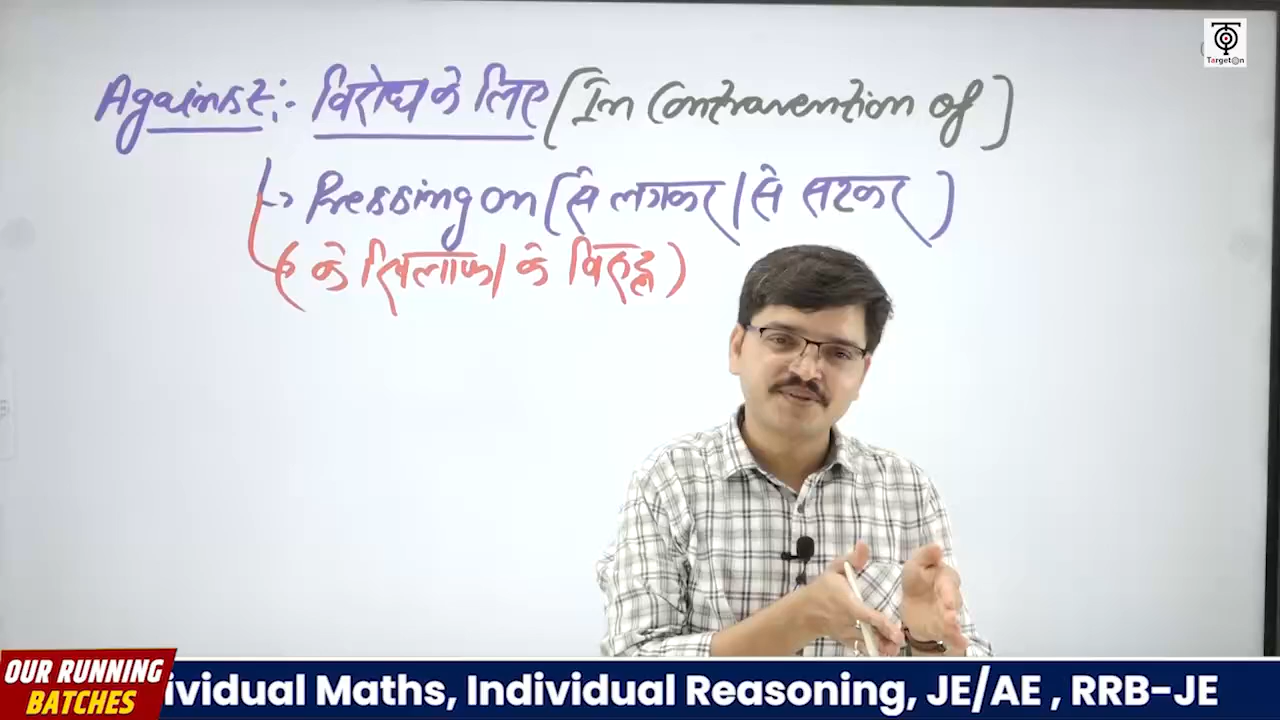 Target@n
Against :- विरोध के लिए [In Contravention of]
→ Pressing on [से लगकर/से सटकर]
(के खिलाफ/के विरुद्ध)
OUR RUNNING
BATCHES
ividual Maths, Individual Reasoning, JE/AE , RRB-JE